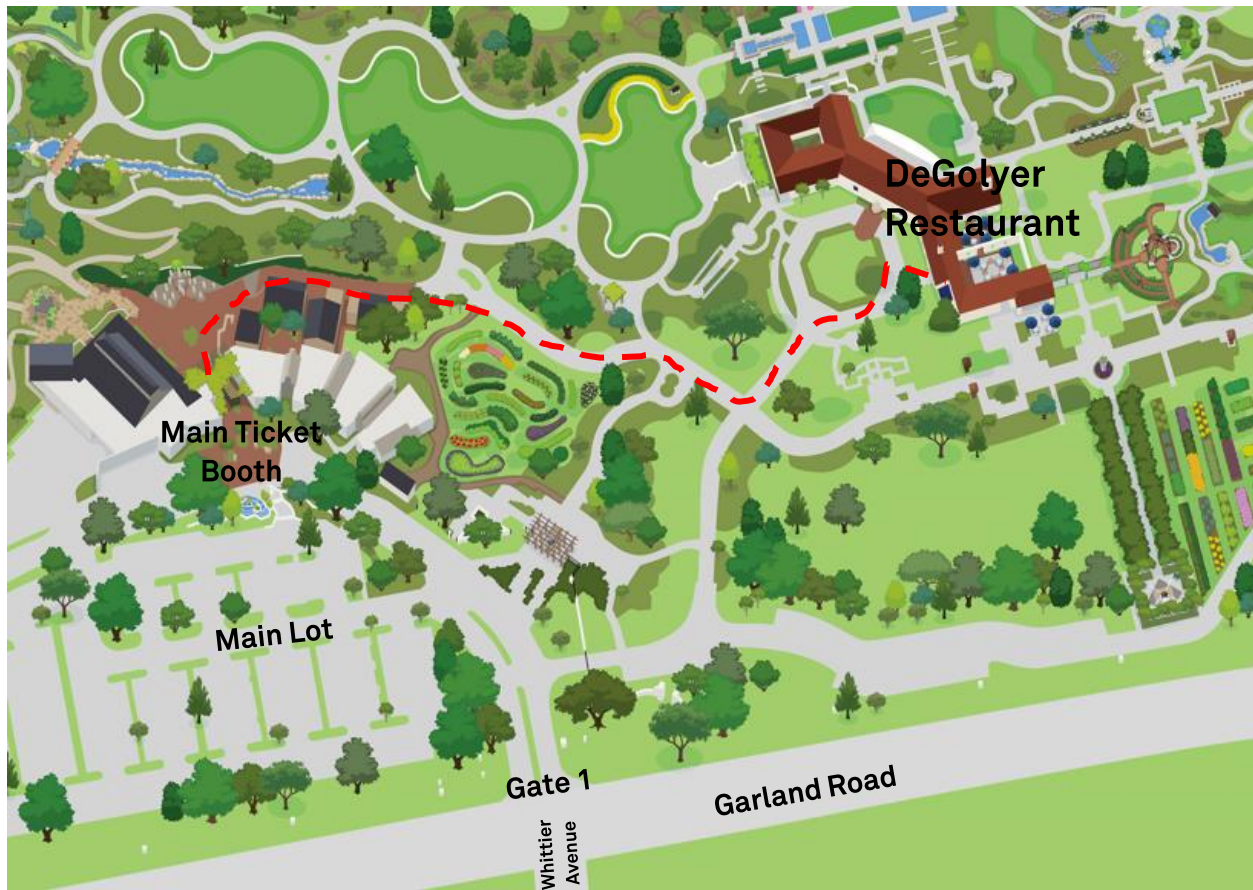 DeGolyer
Restaurant
Main Ticket
Booth
Main Lot
Gate 1
Garland Road
Whittier
Avenue